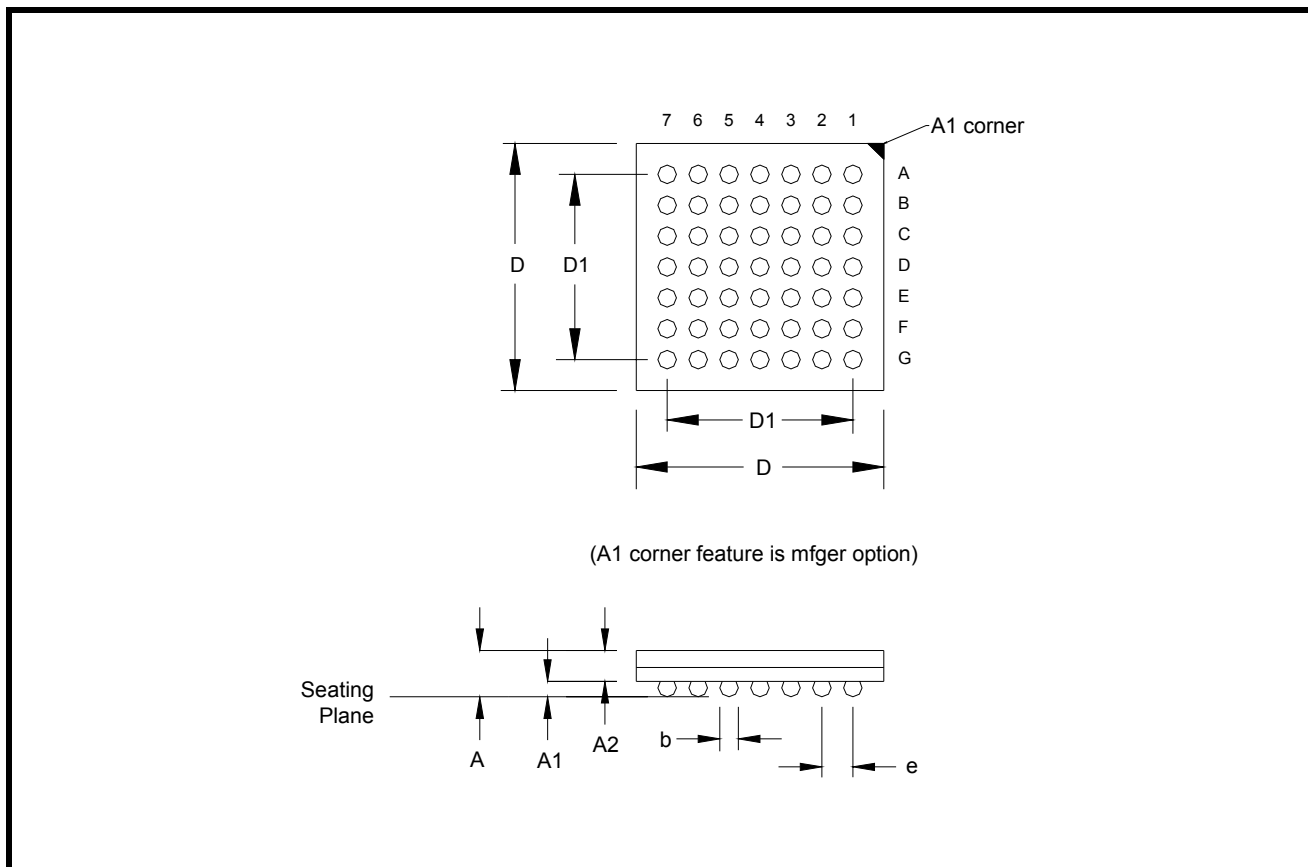 7 6 5 4 3 2 1
A1 corner
A
B
C
D
E
F
G
D
D1
D1
D
(A1 corner feature is mfger option)
Seating
Plane
A
A1
A2
b
e